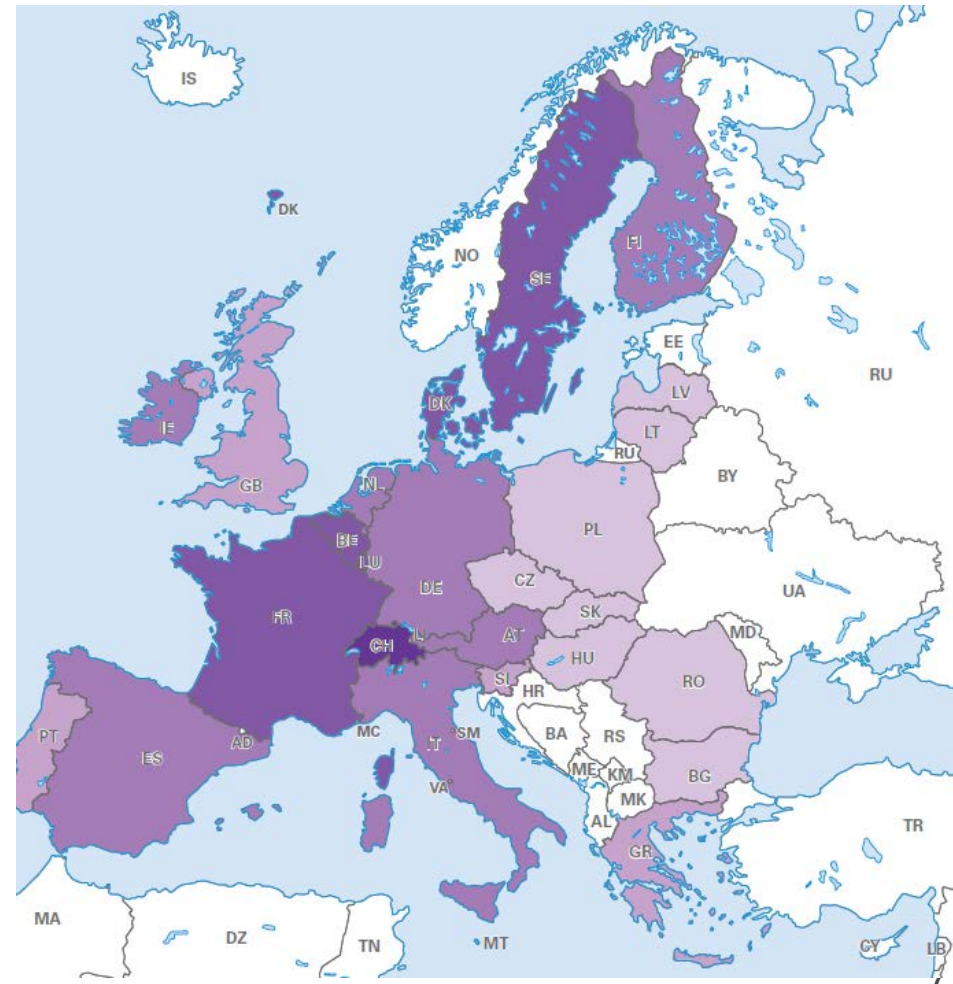 IS
DK
NO
FI
SE
EE
RU
LV
DK
LT
IE
RU
BY
GB
NL
PL
BE
LU
CZ
DE
UA
SK
FR
LI
AT
MD
CH
HU
SI
RO
HR
PT
AD
MC
SM
BA
RS
ES
IT
ME
KM
BG
VA
MK
AL
TR
GR
MA
DZ
TN
MT
CY
LB